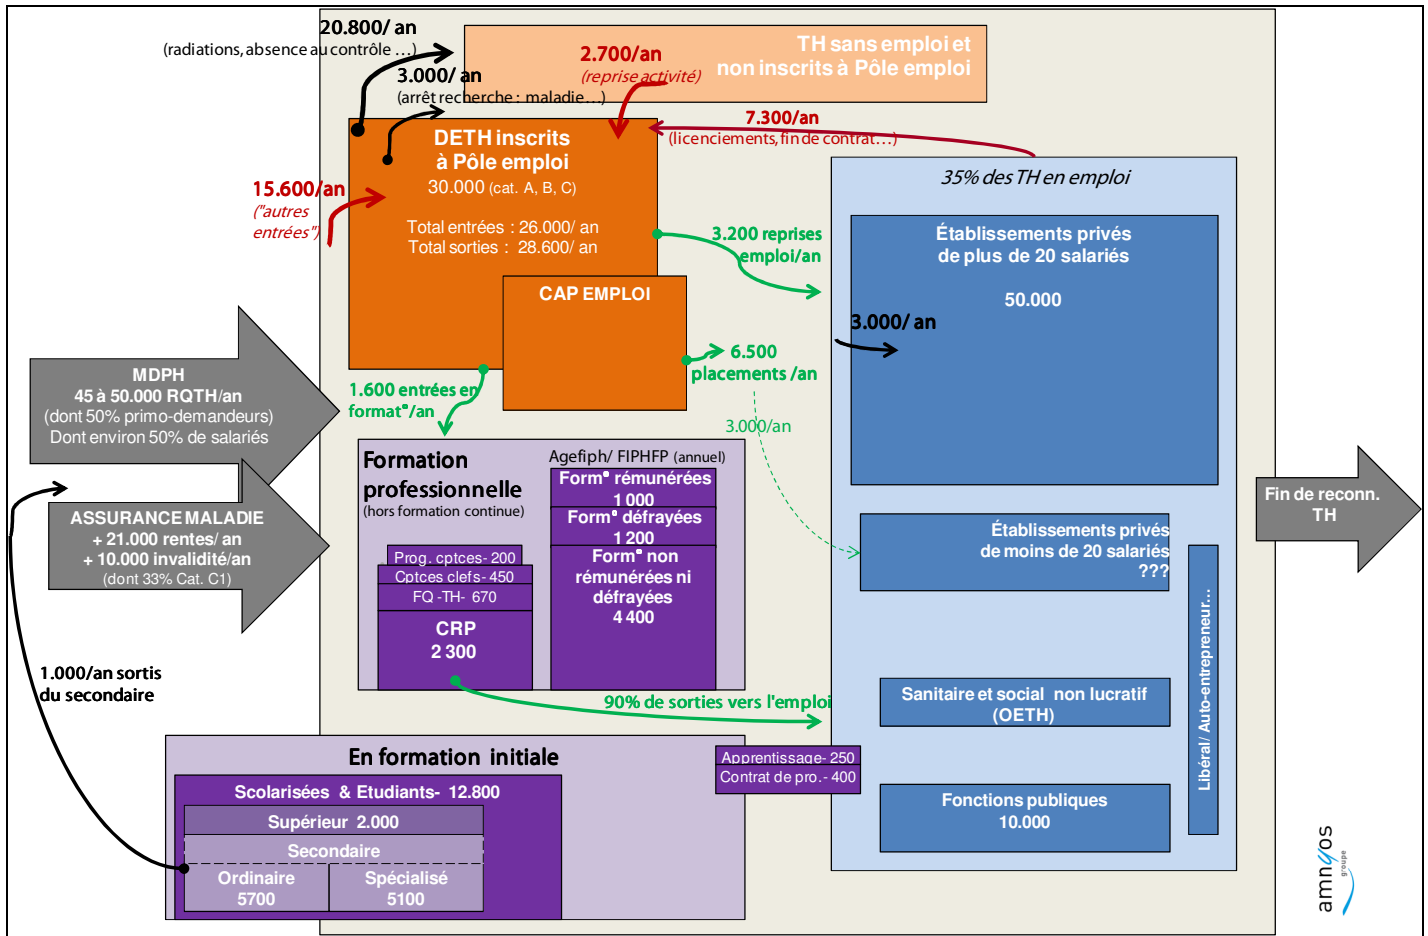 20.800/ an
(radiations, absence au contrôle …)
3.000/ an
(arrêt recherche : maladie…)
2.700/an
(reprise activité)
TH sans emploi et
non inscrits à Pôle emploi
7.300/an
(licenciements, fin de contrat…)
DETH inscrits
à Pôle emploi
30.000 (cat. A, B, C)
Total entrées : 26.000/ an
Total sorties : 28.600/ an
15.600/an
("autres
entrées")
CAP EMPLOI
3.200 reprises
emploi/an
6.500
placements /an
3.000/an
1.600 entrées en
format°/an
35% des TH en emploi
Établissements privés
de plus de 20 salariés
50.000
3.000/ an
Établissements privés
de moins de 20 salariés
???
Sanitaire et social non lucratif
(OETH)
Fonctions publiques
10.000
Libéral/ Auto-entrepreneur…
MDPH
45 à 50.000 RQTH/an
(dont 50% primo-demandeurs)
Dont environ 50% de salariés
ASSURANCE MALADIE
+ 21.000 rentes/ an
+ 10.000 invalidité/an
(dont 33% Cat. C1)
1.000/an sortis
du secondaire
Formation
professionnelle
(hors formation continue)
Prog. cptces- 200
Cptces clefs- 450
FQ -TH- 670
CRP
2 300
Agefiph/ FIPHFP (annuel)
Form° rémunérées
1 000
Form° défrayées
1 200
Form° non
rémunérées ni
défrayées
4 400
90% de sorties vers l'emploi
Apprentissage- 250
Contrat de pro.- 400
En formation initiale
Scolarisées & Etudiants- 12.800
Supérieur 2.000
Secondaire
Ordinaire
5700
Spécialisé
5100
Fin de reconn.
TH
amnyos
groupe